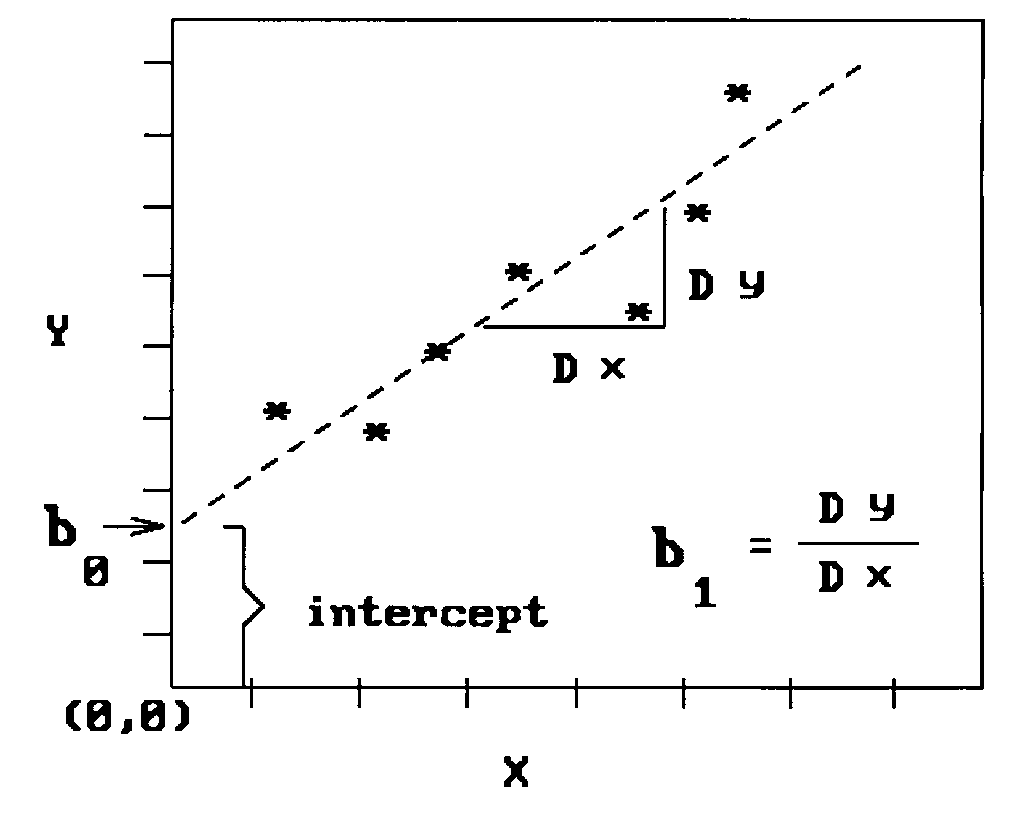 D y
Y
D x
b 0
b 1 = D y
D x
intercept
(0,0)
X